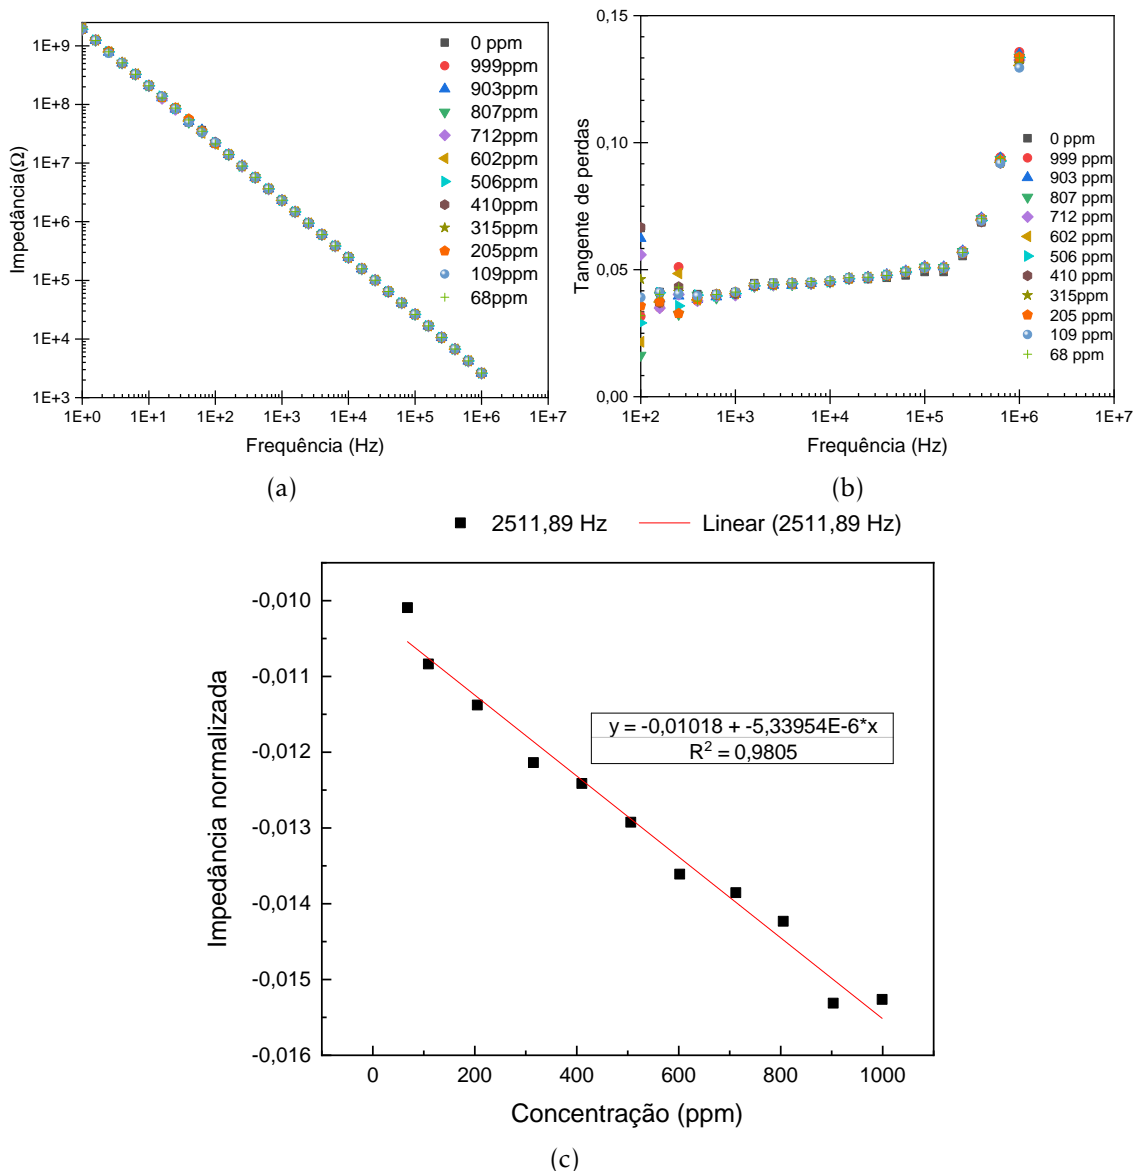 1E+9
1E+8
1E+7
1E+6
1E+5
1E+4
1E+3
Impedância(Ω)
1E+0 1E+1 1E+2 1E+3 1E+4 1E+5 1E+6 1E+7
Frequência (Hz)
0 ppm
999ppm
903ppm
807ppm
712ppm
602ppm
506ppm
410ppm
315ppm
205ppm
109ppm
68ppm
(a)
0,15
0,10
0,05
0,00
Tangente de perdas
1E+2 1E+3 1E+4 1E+5 1E+6 1E+7
Frequência (Hz)
0 ppm
999 ppm
903 ppm
807 ppm
712 ppm
602 ppm
506 ppm
410 ppm
315ppm
205 ppm
109 ppm
68 ppm
(b)
2511,89 Hz Linear (2511,89 Hz)
-0,010
-0,011
-0,012
-0,013
-0,014
-0,015
-0,016
Impedância normalizada
y = -0,01018 + -5,33954E-6*x
R² = 0,9805
0 200 400 600 800 1000
Concentração (ppm)
(c)